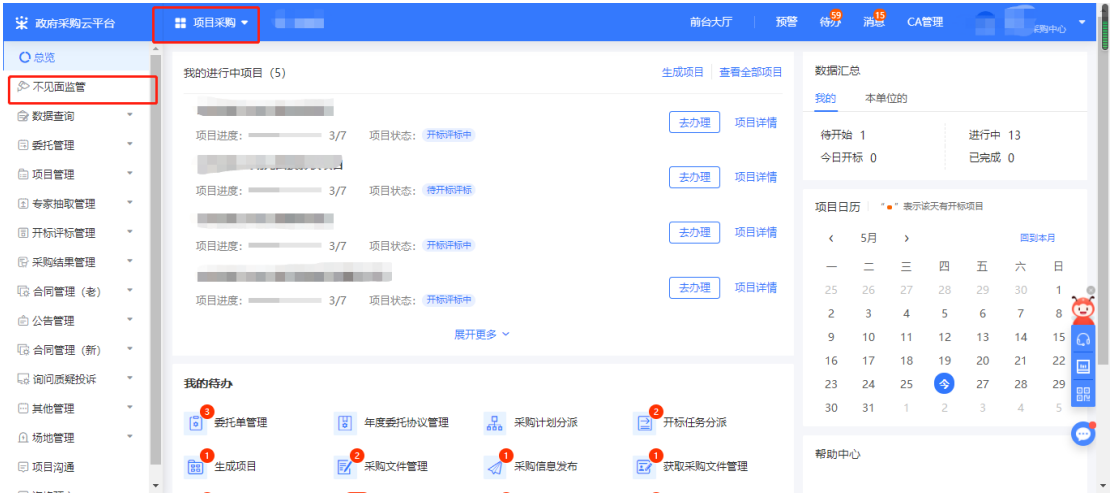 政府采购云平台
项目采购
前台大厅 预警 待办 59 消息 15 CA管理 采购中心
总览
不见面监管
数据查询
委托管理
项目管理
专家抽取管理
开标评标管理
采购结果管理
合同管理（老）
公告管理
合同管理（新）
询问质疑投诉
其他管理
场地管理
项目沟通
我的进行中项目（5） 生成项目 查看全部项目
去办理 项目详情
项目进度： 3/7 项目状态： 开标评标中
去办理 项目详情
项目进度： 3/7 项目状态： 待开标评标
去办理 项目详情
项目进度： 3/7 项目状态： 开标评标中
去办理 项目详情
项目进度： 3/7 项目状态： 开标评标中
展开更多
我的待办
3 委托单管理 年度委托协议管理 采购计划分派 2 开标任务分派
1 生成项目 2 采购文件管理 1 采购信息发布 1 获取采购文件管理
数据汇总
我的 本单位的
待开始 1 进行中 13
今日开标 0 已完成 0
项目日历 "●" 表示该天有开标项目
‹ 5月 › 回到本月
一 二 三 四 五 六 日
25 26 27 28 29 30 1
2 3 4 5 6 7 8
9 10 11 12 13 14 15
16 17 18 19 20 21 22
23 24 25 今 27 28 29
30 31 1 2 3 4 5
帮助中心